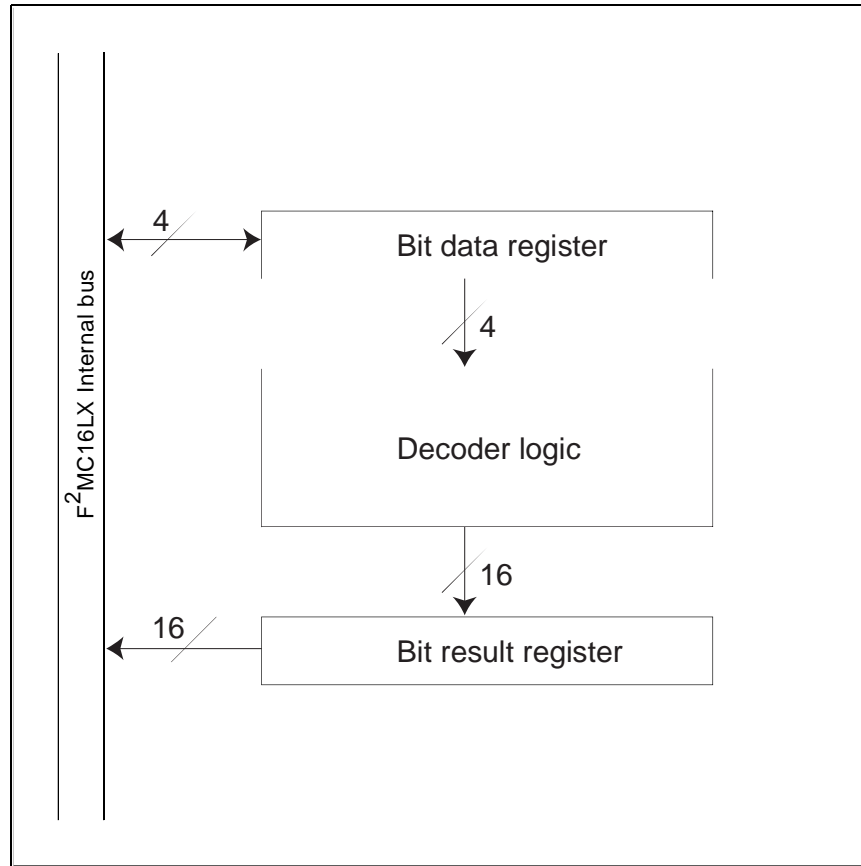 4
Bit data register
4
F²MC16LX Internal bus
Decoder logic
16
16
Bit result register